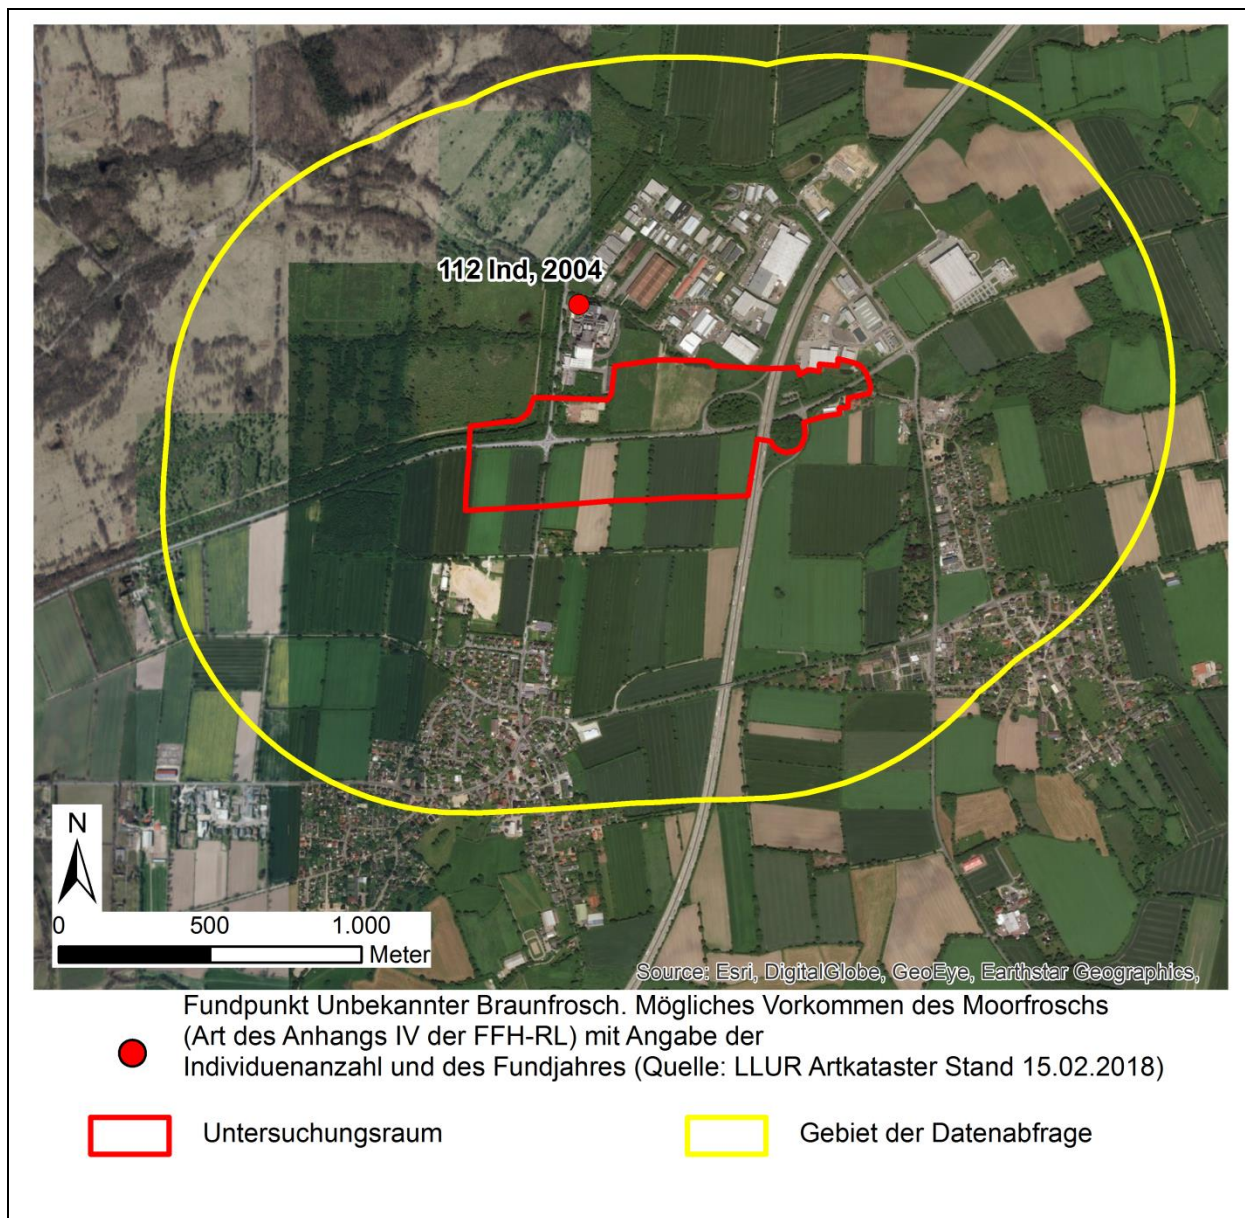 112 Ind, 2004
N
0 500 1.000
Meter
Source: Esri, DigitalGlobe, GeoEye, Earthstar Geographics,
Fundpunkt Unbekannter Braunfrosch. Mögliches Vorkommen des Moorfroschs
(Art des Anhangs IV der FFH-RL) mit Angabe der
Individuenanzahl und des Fundjahres (Quelle: LLUR Artkataster Stand 15.02.2018)
Untersuchungsraum Gebiet der Datenabfrage